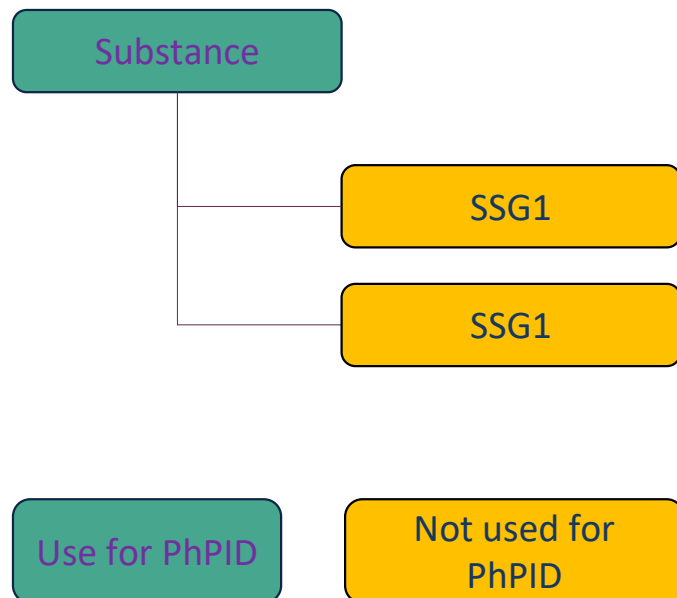 Substance
SSG1
SSG1
Use for PhPID
Not used for
PhPID